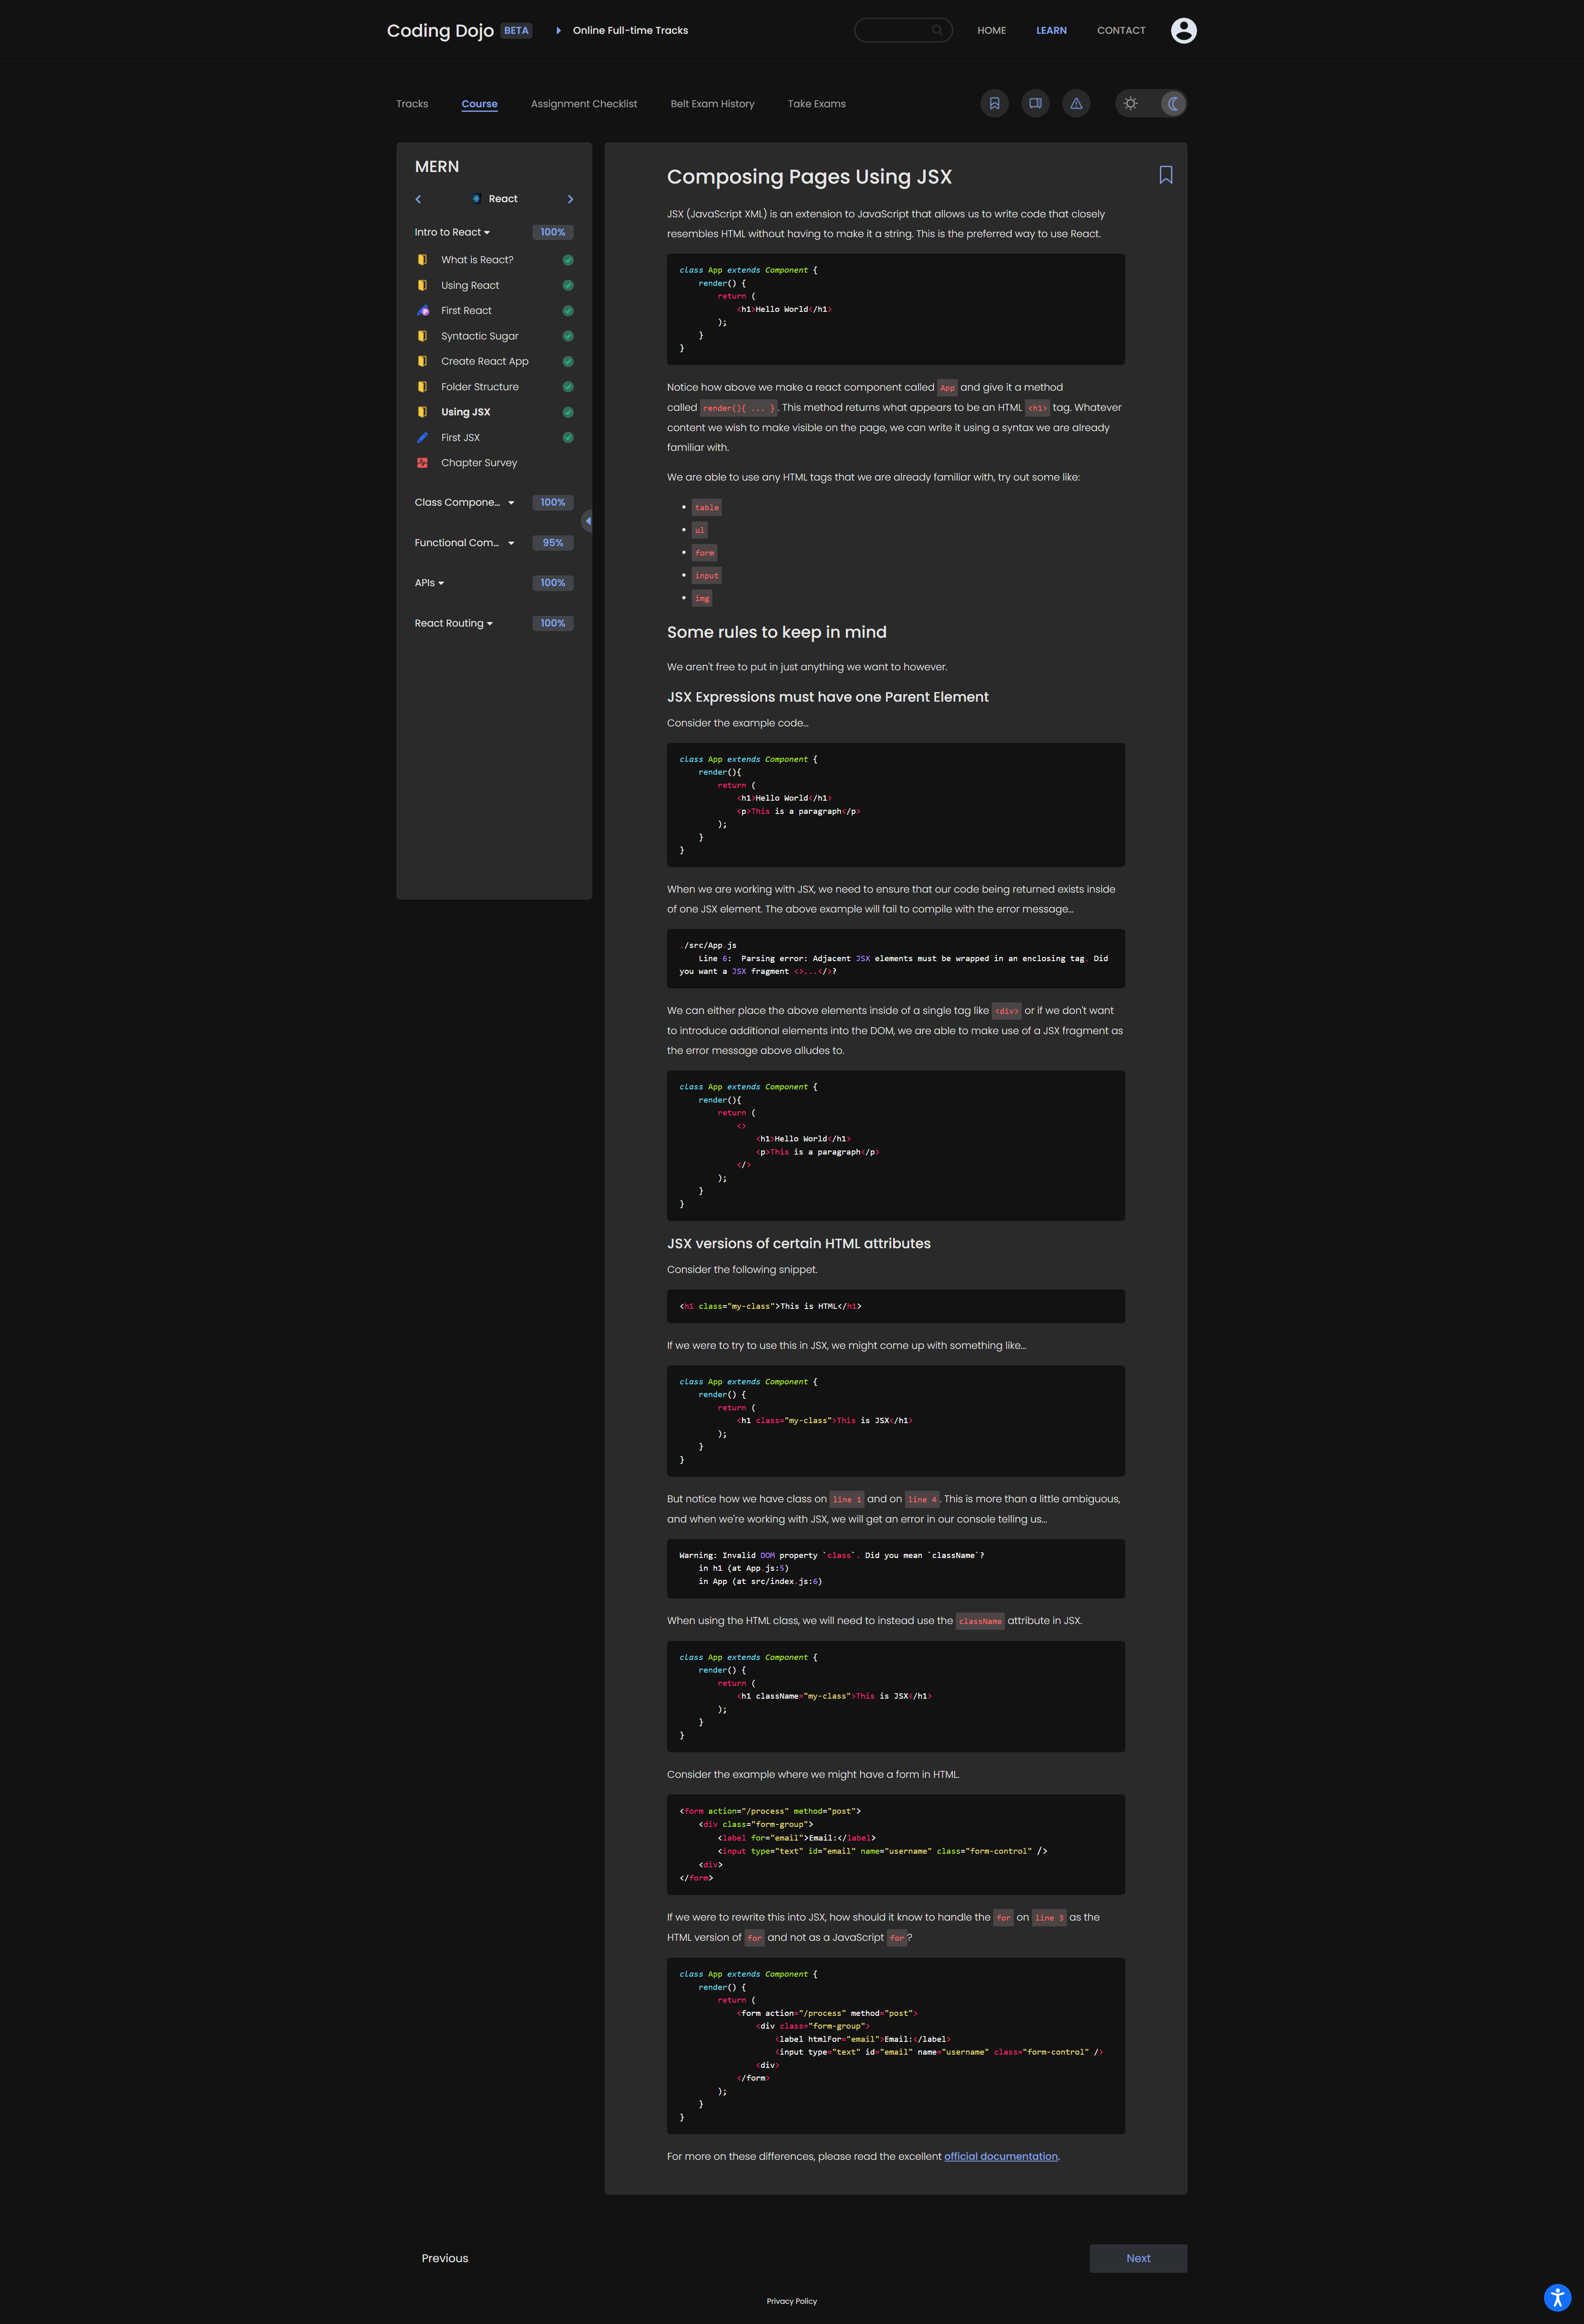 Coding Dojo BETA Online Full-time Tracks HOME LEARN CONTACT
Tracks Course Assignment Checklist Belt Exam History Take Exams
MERN
React
Intro to React 100%
What is React?
Using React
First React
Syntactic Sugar
Create React App
Folder Structure
Using JSX
First JSX
Chapter Survey
Class Compone... 100%
Functional Com... 95%
APIs 100%
React Routing 100%
Composing Pages Using JSX
JSX (JavaScript XML) is an extension to JavaScript that allows us to write code that closely
resembles HTML without having to make it a string. This is the preferred way to use React.
class App extends Component {
    render() {
        return (
            <h1>Hello World</h1>
        );
    }
}
Notice how above we make a react component called App and give it a method
called render(){ ... }. This method returns what appears to be an HTML <h1> tag. Whatever
content we wish to make visible on the page, we can write it using a syntax we are already
familiar with.
We are able to use any HTML tags that we are already familiar with, try out some like:
• table
• ul
• form
• input
• img
Some rules to keep in mind
We aren't free to put in just anything we want to however.
JSX Expressions must have one Parent Element
Consider the example code...
class App extends Component {
    render(){
        return (
            <h1>Hello World</h1>
            <p>This is a paragraph</p>
        );
    }
}
When we are working with JSX, we need to ensure that our code being returned exists inside
of one JSX element. The above example will fail to compile with the error message...
./src/App.js
    Line 6:  Parsing error: Adjacent JSX elements must be wrapped in an enclosing tag. Did
you want a JSX fragment <>...</>?
We can either place the above elements inside of a single tag like <div> or if we don't want
to introduce additional elements into the DOM, we are able to make use of a JSX fragment as
the error message above alludes to.
class App extends Component {
    render(){
        return (
            <>
                <h1>Hello World</h1>
                <p>This is a paragraph</p>
            </>
        );
    }
}
JSX versions of certain HTML attributes
Consider the following snippet.
<h1 class="my-class">This is HTML</h1>
If we were to try to use this in JSX, we might come up with something like...
class App extends Component {
    render() {
        return (
            <h1 class="my-class">This is JSX</h1>
        );
    }
}
But notice how we have class on line 1 and on line 4. This is more than a little ambiguous,
and when we're working with JSX, we will get an error in our console telling us...
Warning: Invalid DOM property `class`. Did you mean `className`?
    in h1 (at App.js:5)
    in App (at src/index.js:6)
When using the HTML class, we will need to instead use the className attribute in JSX.
class App extends Component {
    render() {
        return (
            <h1 className="my-class">This is JSX</h1>
        );
    }
}
Consider the example where we might have a form in HTML.
<form action="/process" method="post">
    <div class="form-group">
        <label for="email">Email:</label>
        <input type="text" id="email" name="username" class="form-control" />
    <div>
</form>
If we were to rewrite this into JSX, how should it know to handle the for on line 3 as the
HTML version of for and not as a JavaScript for?
class App extends Component {
    render() {
        return (
            <form action="/process" method="post">
                <div class="form-group">
                    <label htmlFor="email">Email:</label>
                    <input type="text" id="email" name="username" class="form-control" />
                <div>
            </form>
        );
    }
}
For more on these differences, please read the excellent official documentation.
Previous Next
Privacy Policy